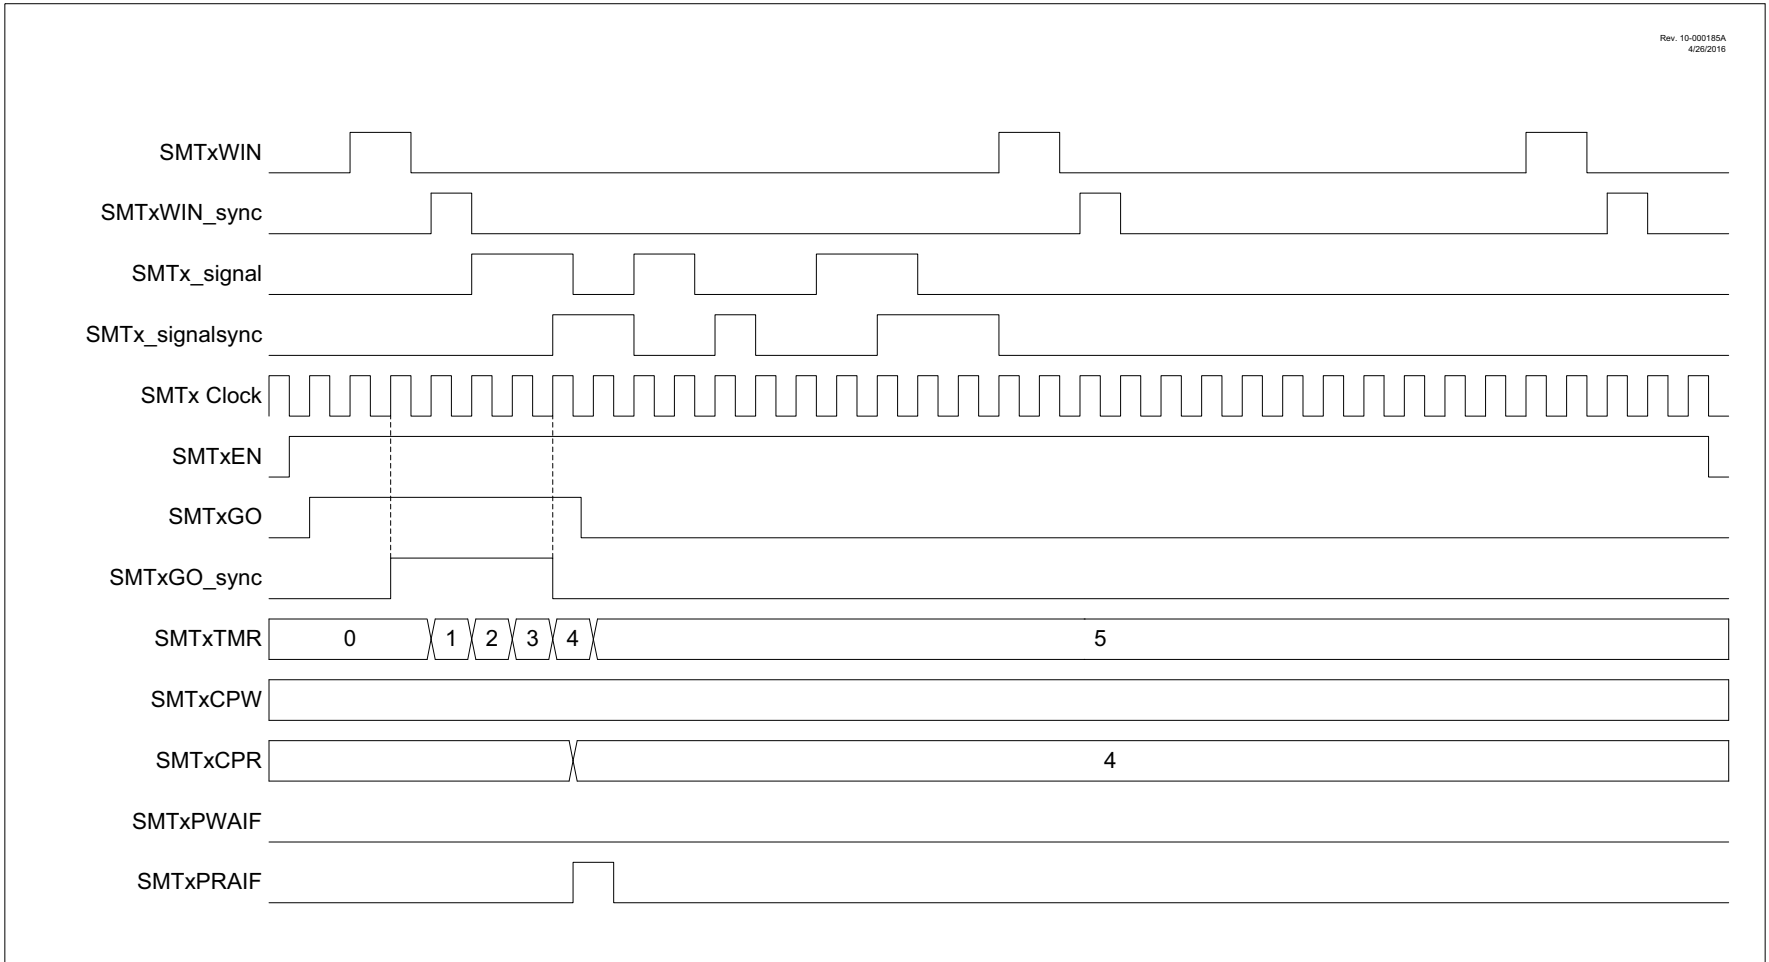 Rev. 10-000185A
4/26/2016
SMTxWIN
SMTxWIN_sync
SMTx_signal
SMTx_signalsync
SMTx Clock
SMTxEN
SMTxGO
SMTxGO_sync
SMTxTMR 0 1 2 3 4 5
SMTxCPW
SMTxCPR 4
SMTxPWAIF
SMTxPRAIF